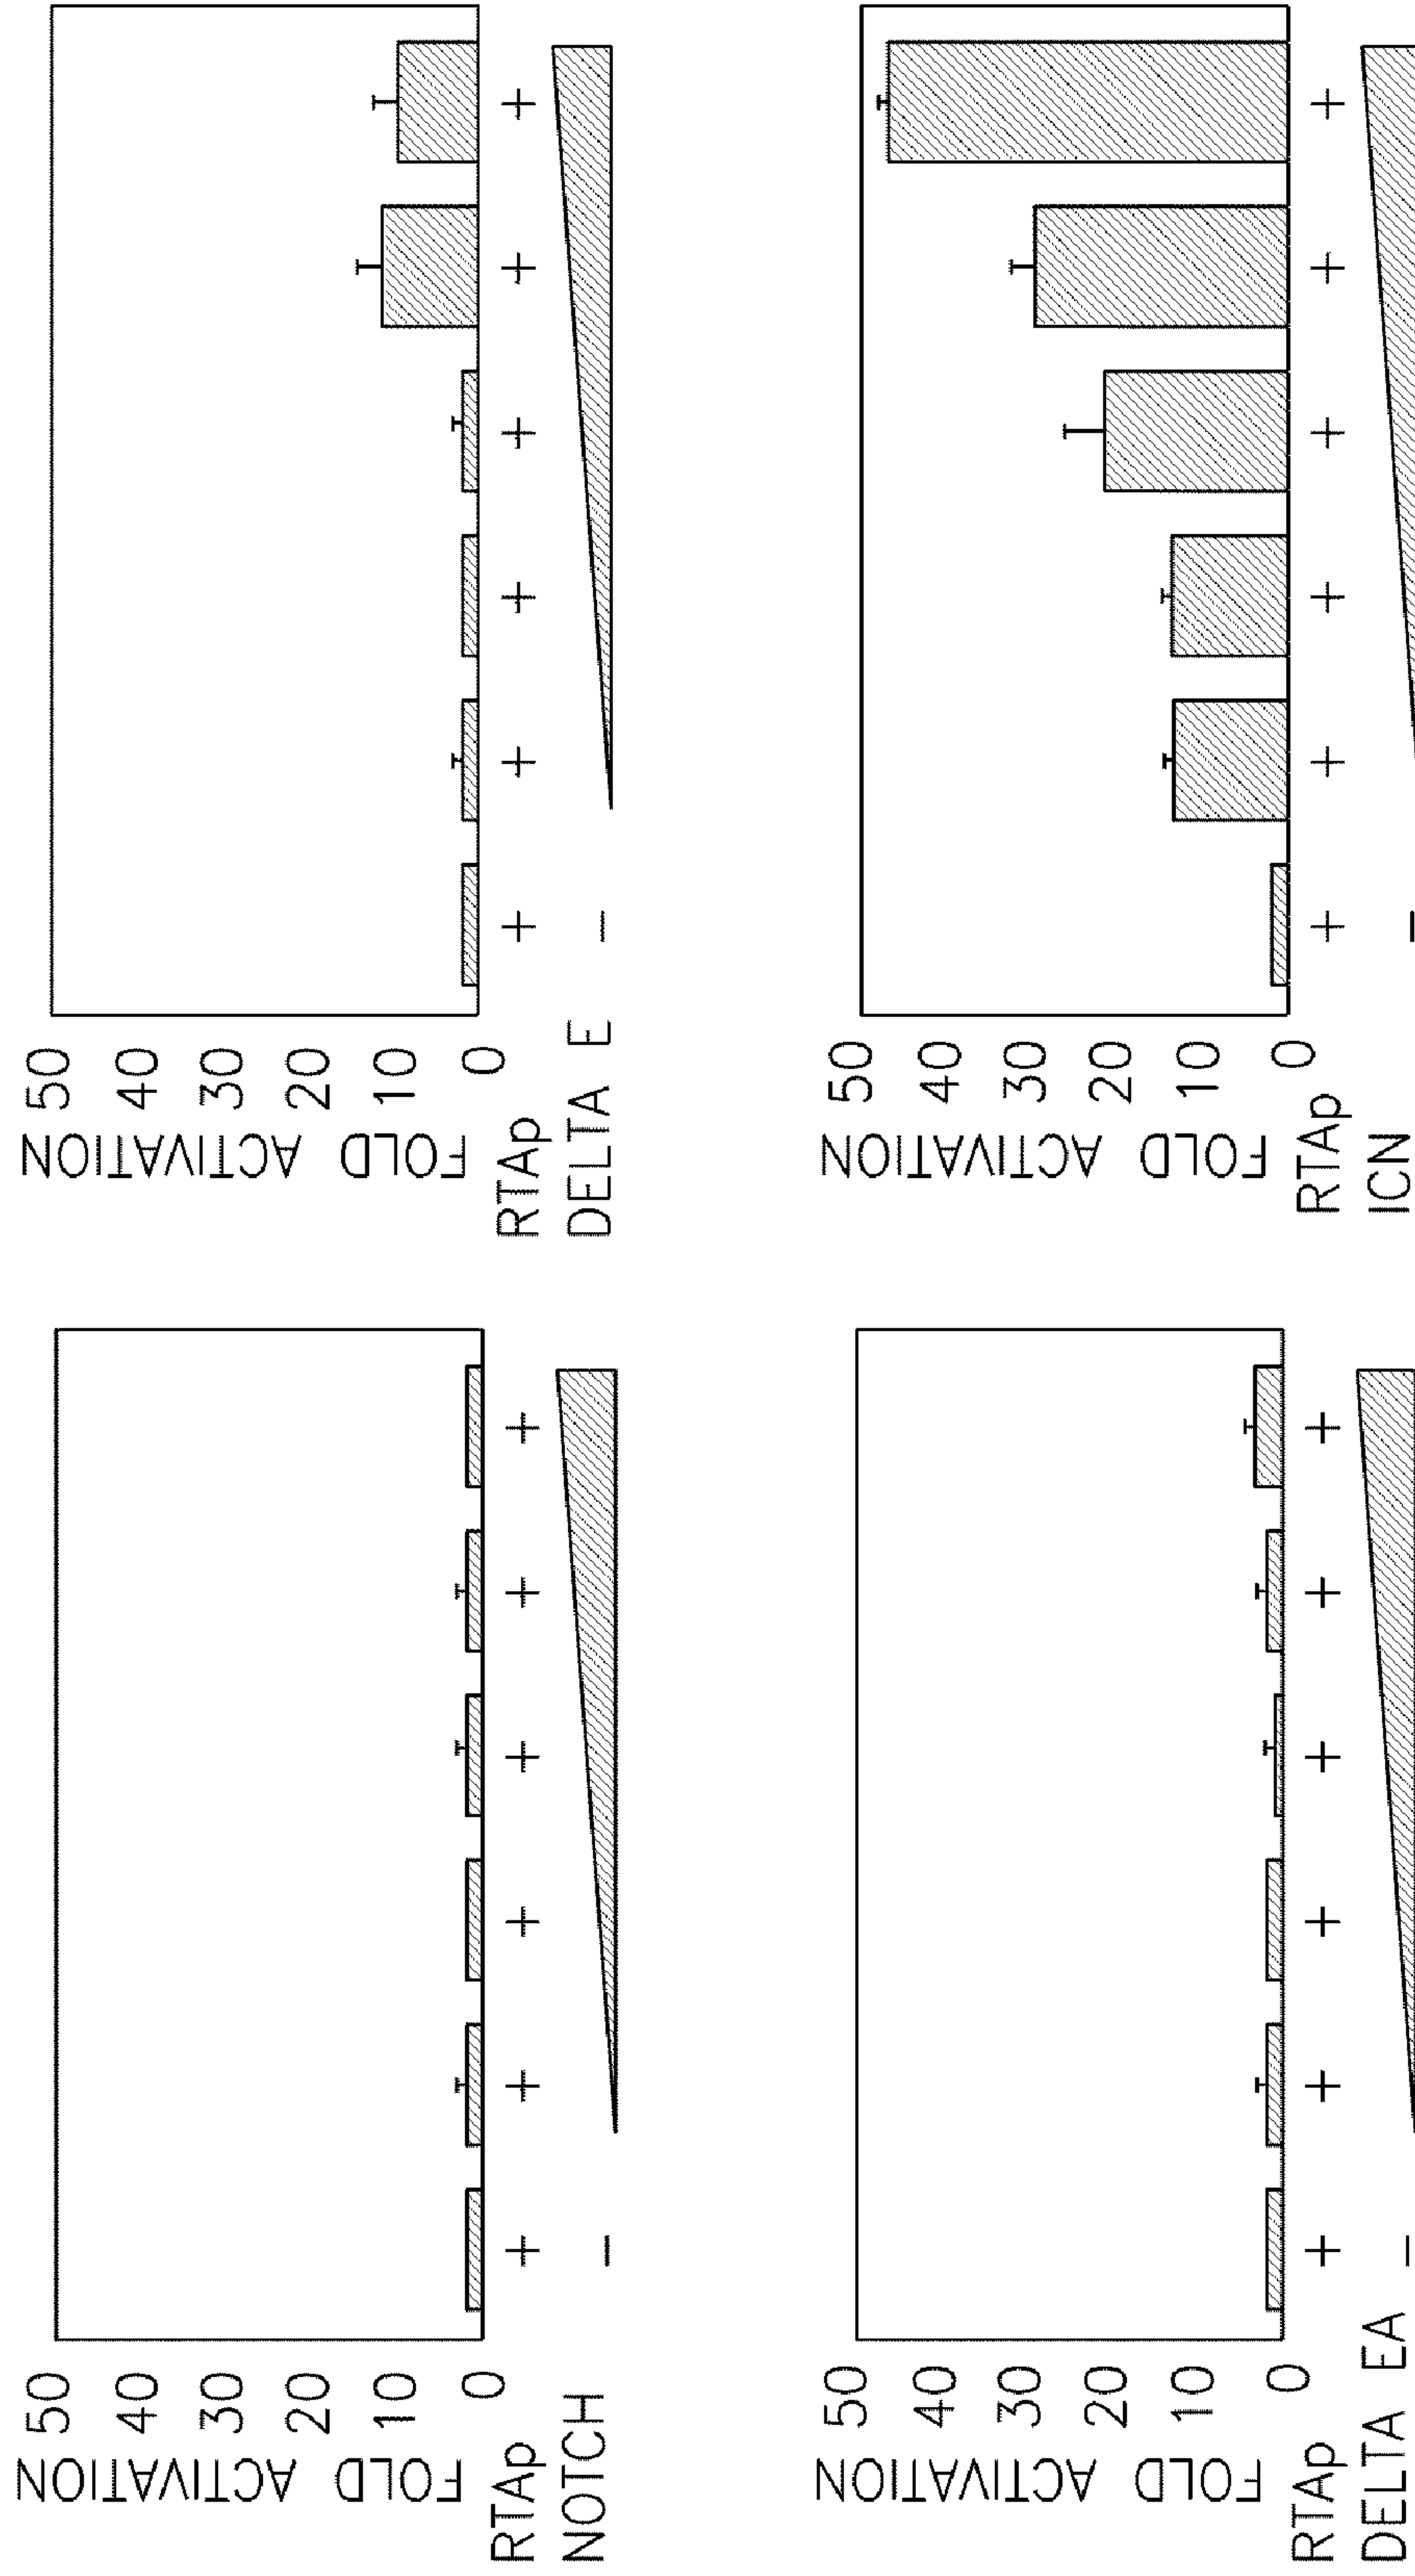 FOLD ACTIVATION
50
40
30
20
10
0
RTAp + + + + + +
NOTCH −
FOLD ACTIVATION
50
40
30
20
10
0
RTAp + + + + + +
DELTA E −
FOLD ACTIVATION
50
40
30
20
10
0
RTAp + + + + + +
DELTA EA −
FOLD ACTIVATION
50
40
30
20
10
0
RTAp + + + + + +
ICN −